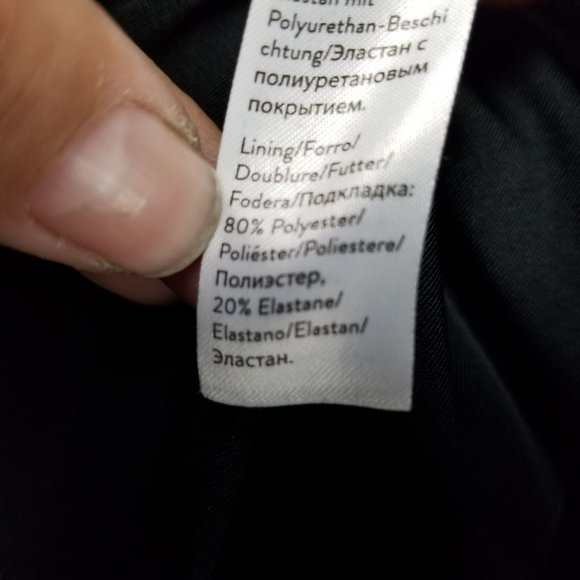 mit
Polyurethan-Beschi
chtung/Эластан с
полиуретановым
покрытием.
Lining/Forro/
Doublure/Futter/
Fodera/Подкладка:
80% Polyester/
Poliéster/Poliestere/
Полиэстер,
20% Elastane/
Elastano/Elastan/
Эластан.